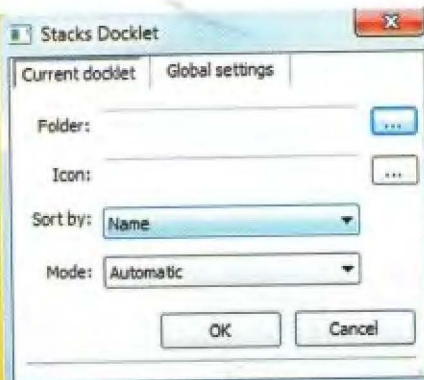 Stacks Docklet
Current docklet Global settings
Folder: ...
Icon: ...
Sort by: Name
Mode: Automatic
OK Cancel